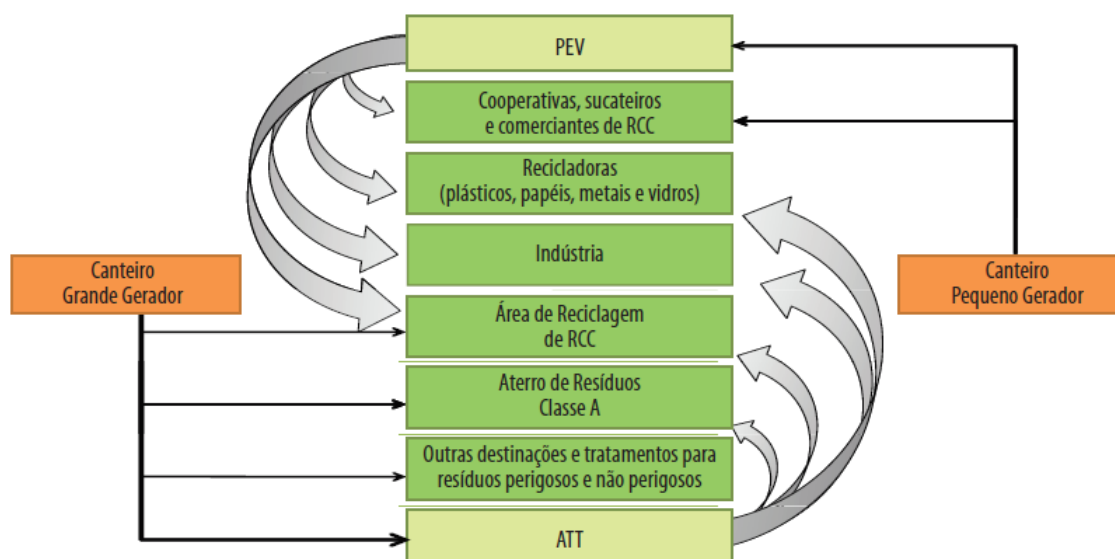 PEV
Cooperativas, sucateiros
e comerciantes de RCC
Recicladoras
(plásticos, papéis, metais e vidros)
Indústria
Canteiro
Grande Gerador
Canteiro
Pequeno Gerador
Área de Reciclagem
de RCC
Aterro de Resíduos
Classe A
Outras destinações e tratamentos para
resíduos perigosos e não perigosos
ATT